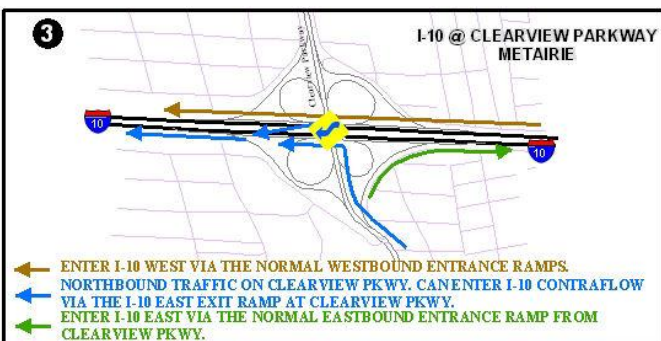 3
I-10 @ CLEARVIEW PARKWAY
METAIRIE
Clearview Parkway
10
10
ENTER I-10 WEST VIA THE NORMAL WESTBOUND ENTRANCE RAMPS.
NORTHBOUND TRAFFIC ON CLEARVIEW PKWY. CAN ENTER I-10 CONTRAFLOW
VIA THE I-10 EAST EXIT RAMP AT CLEARVIEW PKWY.
ENTER I-10 EAST VIA THE NORMAL EASTBOUND ENTRANCE RAMP FROM
CLEARVIEW PKWY.